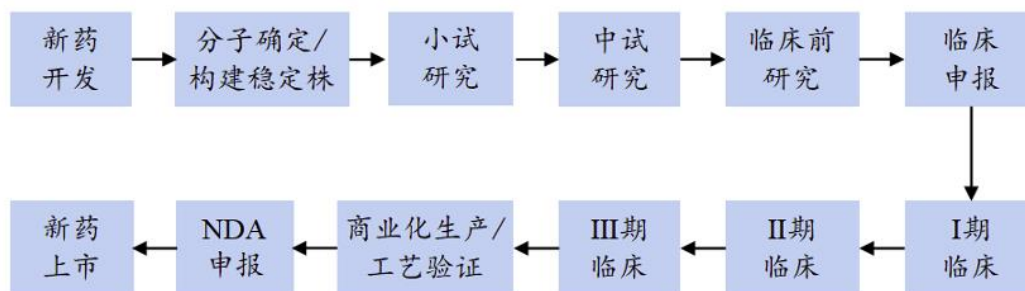 新药
开发
分子确定/
构建稳定株
小试
研究
中试
研究
临床前
研究
临床
申报
I期
临床
II期
临床
III期
临床
商业化生产/
工艺验证
NDA
申报
新药
上市